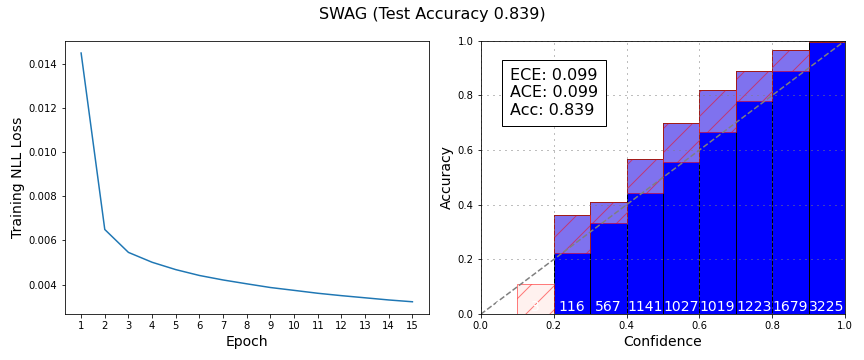 SWAG (Test Accuracy 0.839)
Training NLL Loss
0.014
0.012
0.010
0.008
0.006
0.004
1 2 3 4 5 6 7 8 9 10 11 12 13 14 15
Epoch
Accuracy
1.0
0.8
0.6
0.4
0.2
0.0
ECE: 0.099
ACE: 0.099
Acc: 0.839
116 567 1141 1027 1019 1223 1679 3225
0.0 0.2 0.4 0.6 0.8 1.0
Confidence